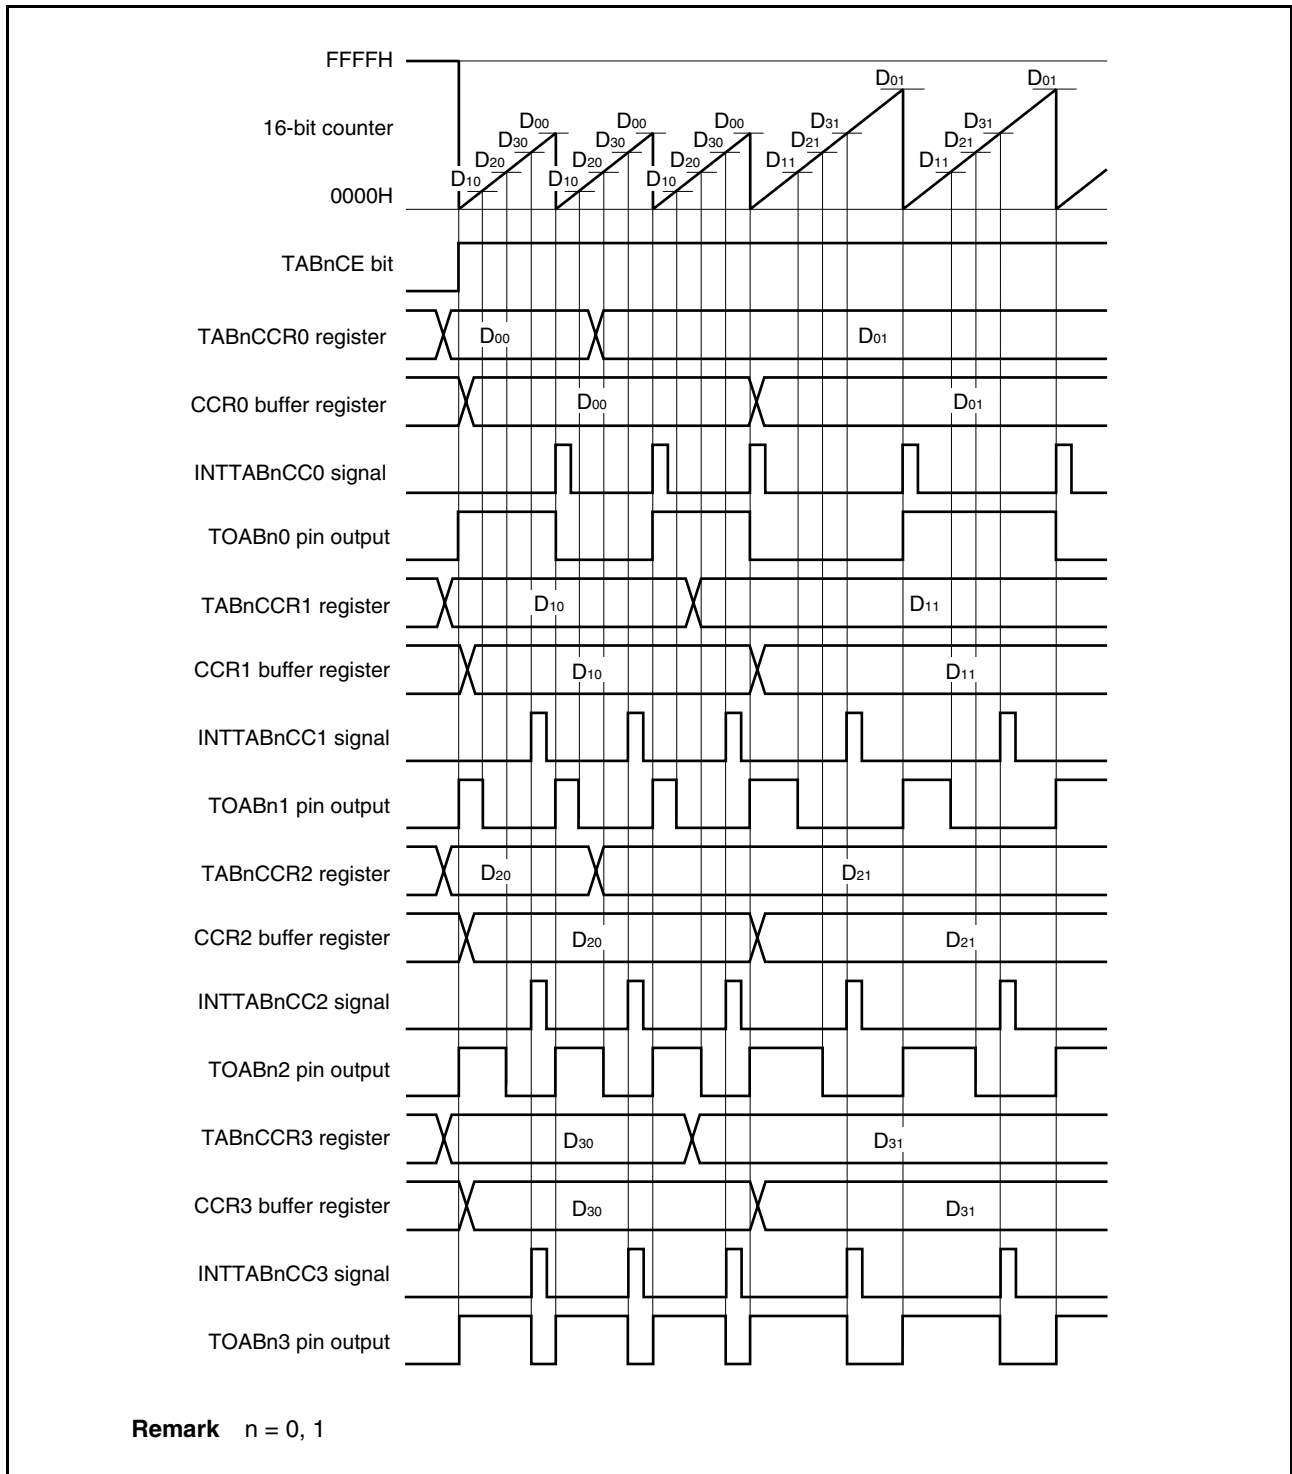 FFFFH
D01 D01
16-bit counter
D00 D00 D00 D31 D31
D30 D30 D30 D21 D21
D20 D20 D20 D11 D11
D10 D10 D10
0000H
TABnCE bit
TABnCCR0 register D00 D01
CCR0 buffer register D00 D01
INTTABnCC0 signal
TOABn0 pin output
TABnCCR1 register D10 D11
CCR1 buffer register D10 D11
INTTABnCC1 signal
TOABn1 pin output
TABnCCR2 register D20 D21
CCR2 buffer register D20 D21
INTTABnCC2 signal
TOABn2 pin output
TABnCCR3 register D30 D31
CCR3 buffer register D30 D31
INTTABnCC3 signal
TOABn3 pin output
Remark n = 0, 1